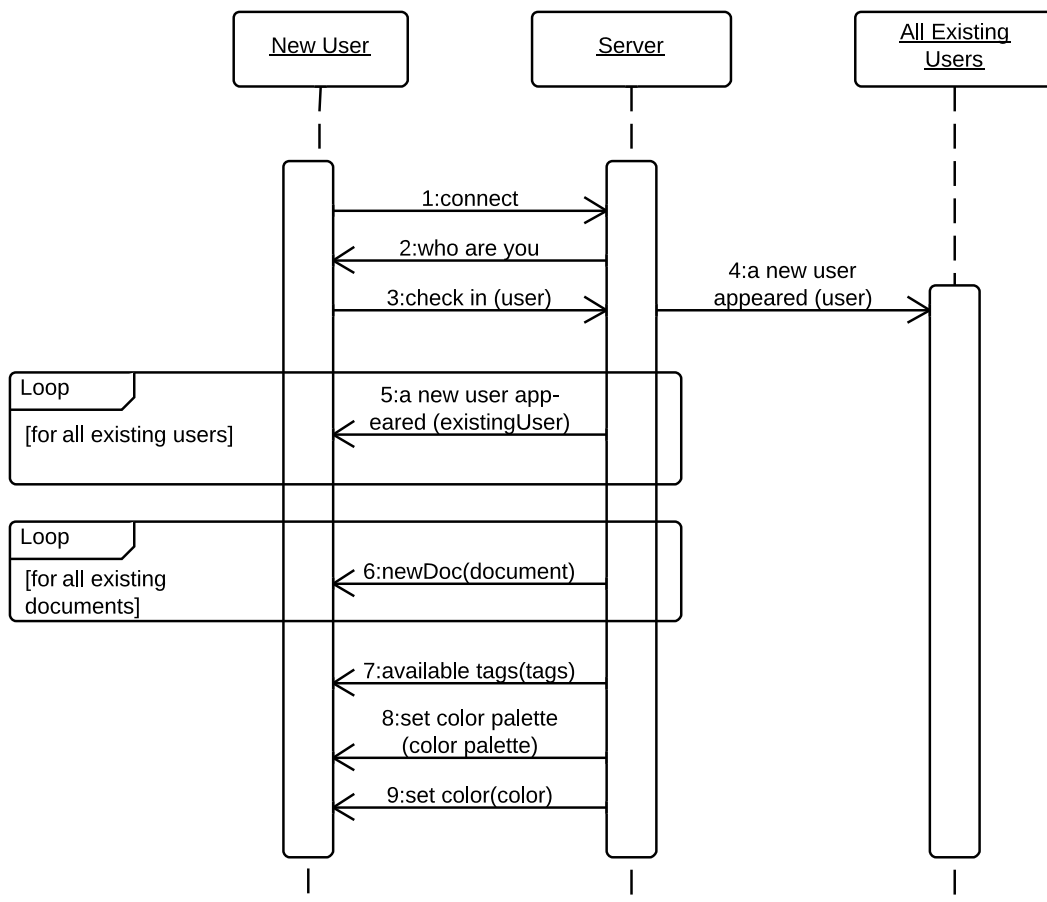 New User
Server
All Existing
Users
1:connect
2:who are you
3:check in (user)
4:a new user
appeared (user)
Loop
[for all existing users]
5:a new user app-
eared (existingUser)
Loop
[for all existing
documents]
6:newDoc(document)
7:available tags(tags)
8:set color palette
(color palette)
9:set color(color)